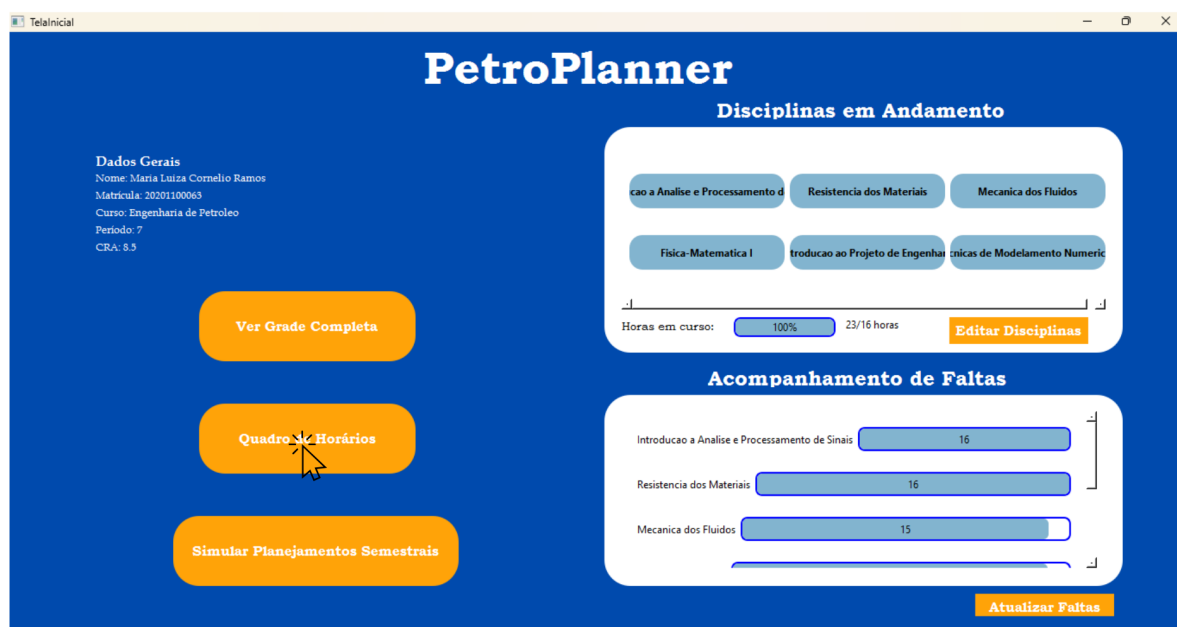 TelaInicial
PetroPlanner
Dados Gerais
Nome: Maria Luiza Cornelio Ramos
Matrícula: 20201100063
Curso: Engenharia de Petroleo
Período: 7
CRA: 8.5
Ver Grade Completa
Quadro de Horários
Simular Planejamentos Semestrais
Disciplinas em Andamento
cao a Analise e Processamento d
Resistencia dos Materiais
Mecanica dos Fluidos
Fisica-Matematica I
troducao ao Projeto de Engenhar
cnicas de Modelamento Numeric
Horas em curso:
100%
23/16 horas
Editar Disciplinas
Acompanhamento de Faltas
Introducao a Analise e Processamento de Sinais
16
Resistencia dos Materiais
16
Mecanica dos Fluidos
15
Atualizar Faltas